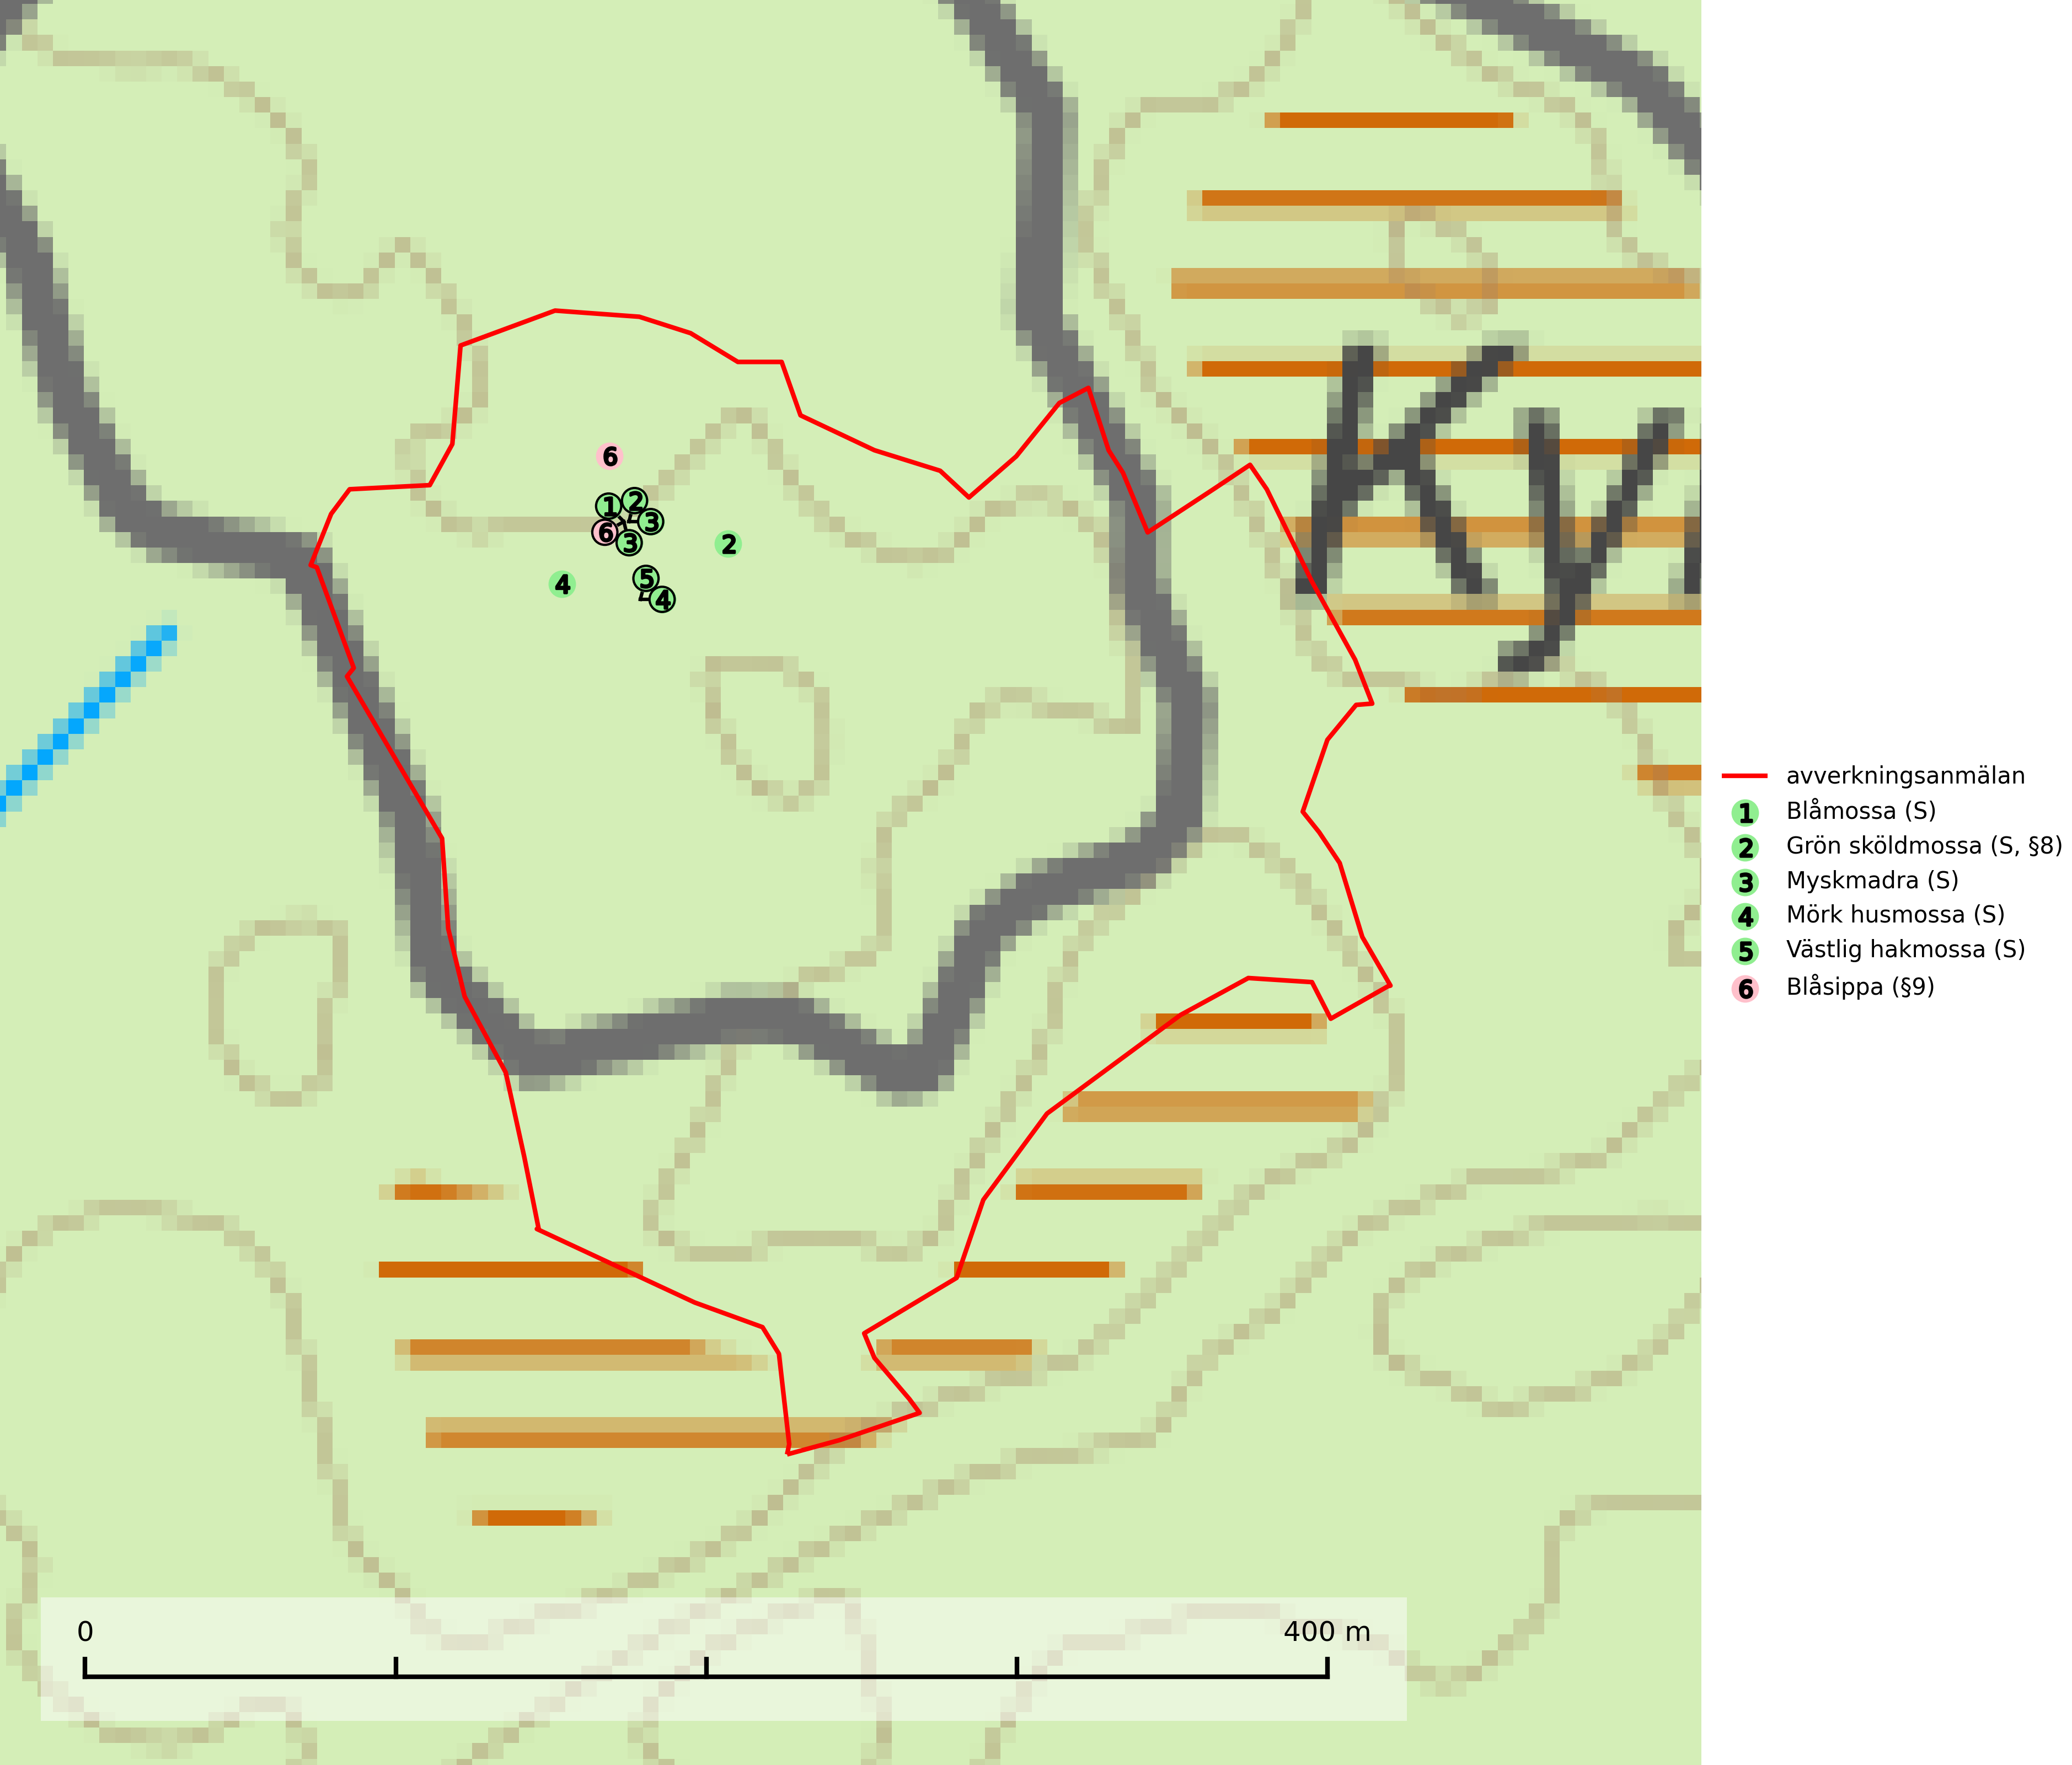 Ky
6
1 2
3
6
3
2
5
4
4
avverkningsanmälan
1 Blåmossa (S)
2 Grön sköldmossa (S, §8)
3 Myskmadra (S)
4 Mörk husmossa (S)
5 Västlig hakmossa (S)
6 Blåsippa (§9)
0 400 m